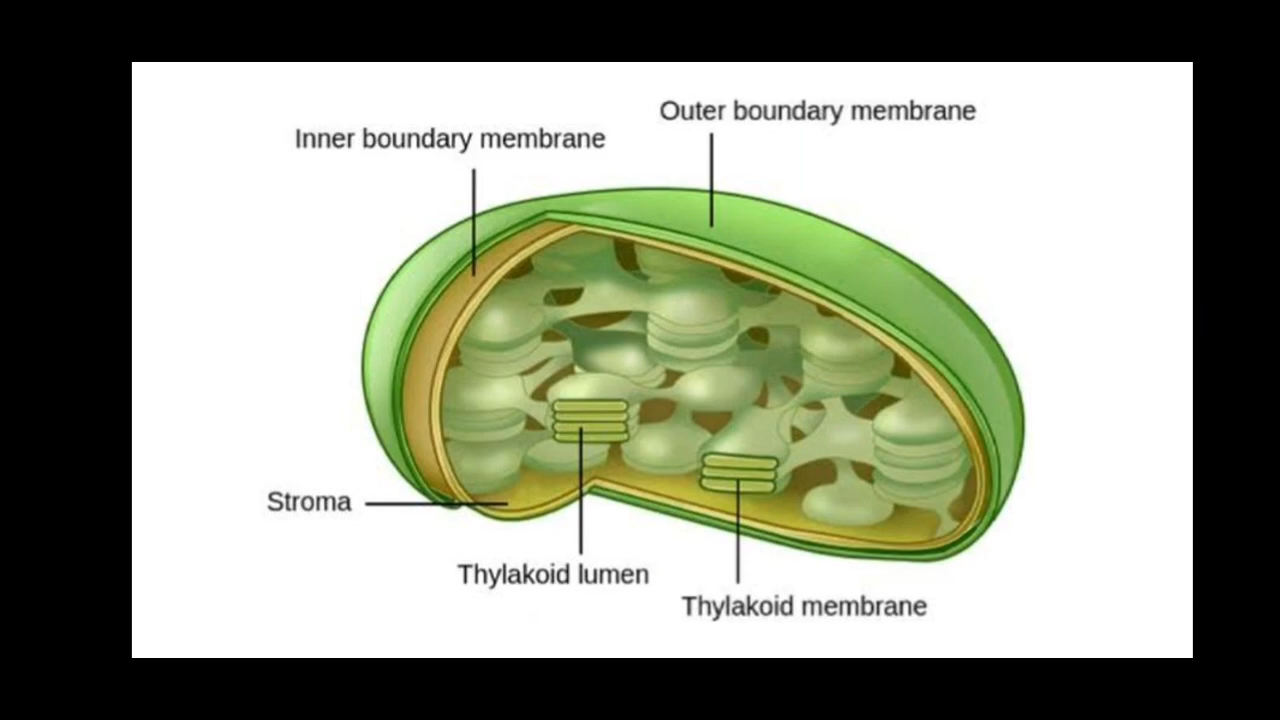 Outer boundary membrane
Inner boundary membrane
Stroma
Thylakoid lumen
Thylakoid membrane